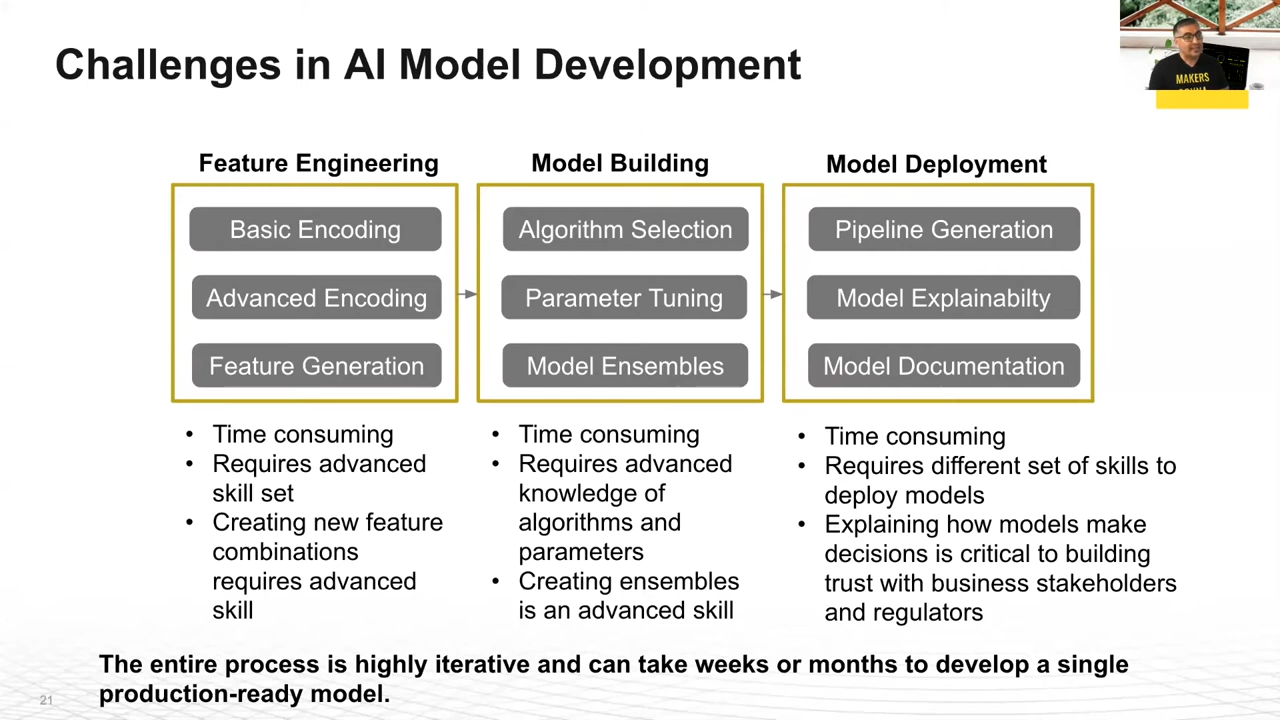 Challenges in AI Model Development
MAKERS
Feature Engineering
Basic Encoding
Advanced Encoding
Feature Generation
• Time consuming
• Requires advanced
skill set
• Creating new feature
combinations
requires advanced
skill
Model Building
Algorithm Selection
Parameter Tuning
Model Ensembles
• Time consuming
• Requires advanced
knowledge of
algorithms and
parameters
• Creating ensembles
is an advanced skill
Model Deployment
Pipeline Generation
Model Explainabilty
Model Documentation
• Time consuming
• Requires different set of skills to
deploy models
• Explaining how models make
decisions is critical to building
trust with business stakeholders
and regulators
The entire process is highly iterative and can take weeks or months to develop a single
production-ready model.
21